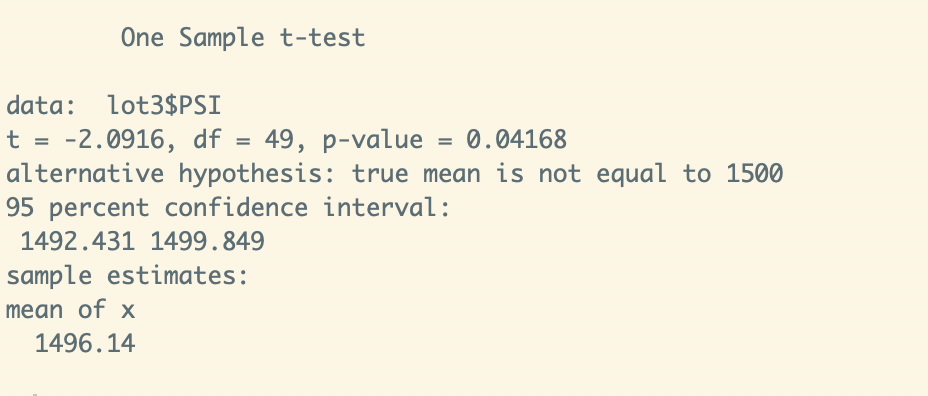 One Sample t-test
data:  lot3$PSI
t = -2.0916, df = 49, p-value = 0.04168
alternative hypothesis: true mean is not equal to 1500
95 percent confidence interval:
1492.431 1499.849
sample estimates:
mean of x
1496.14